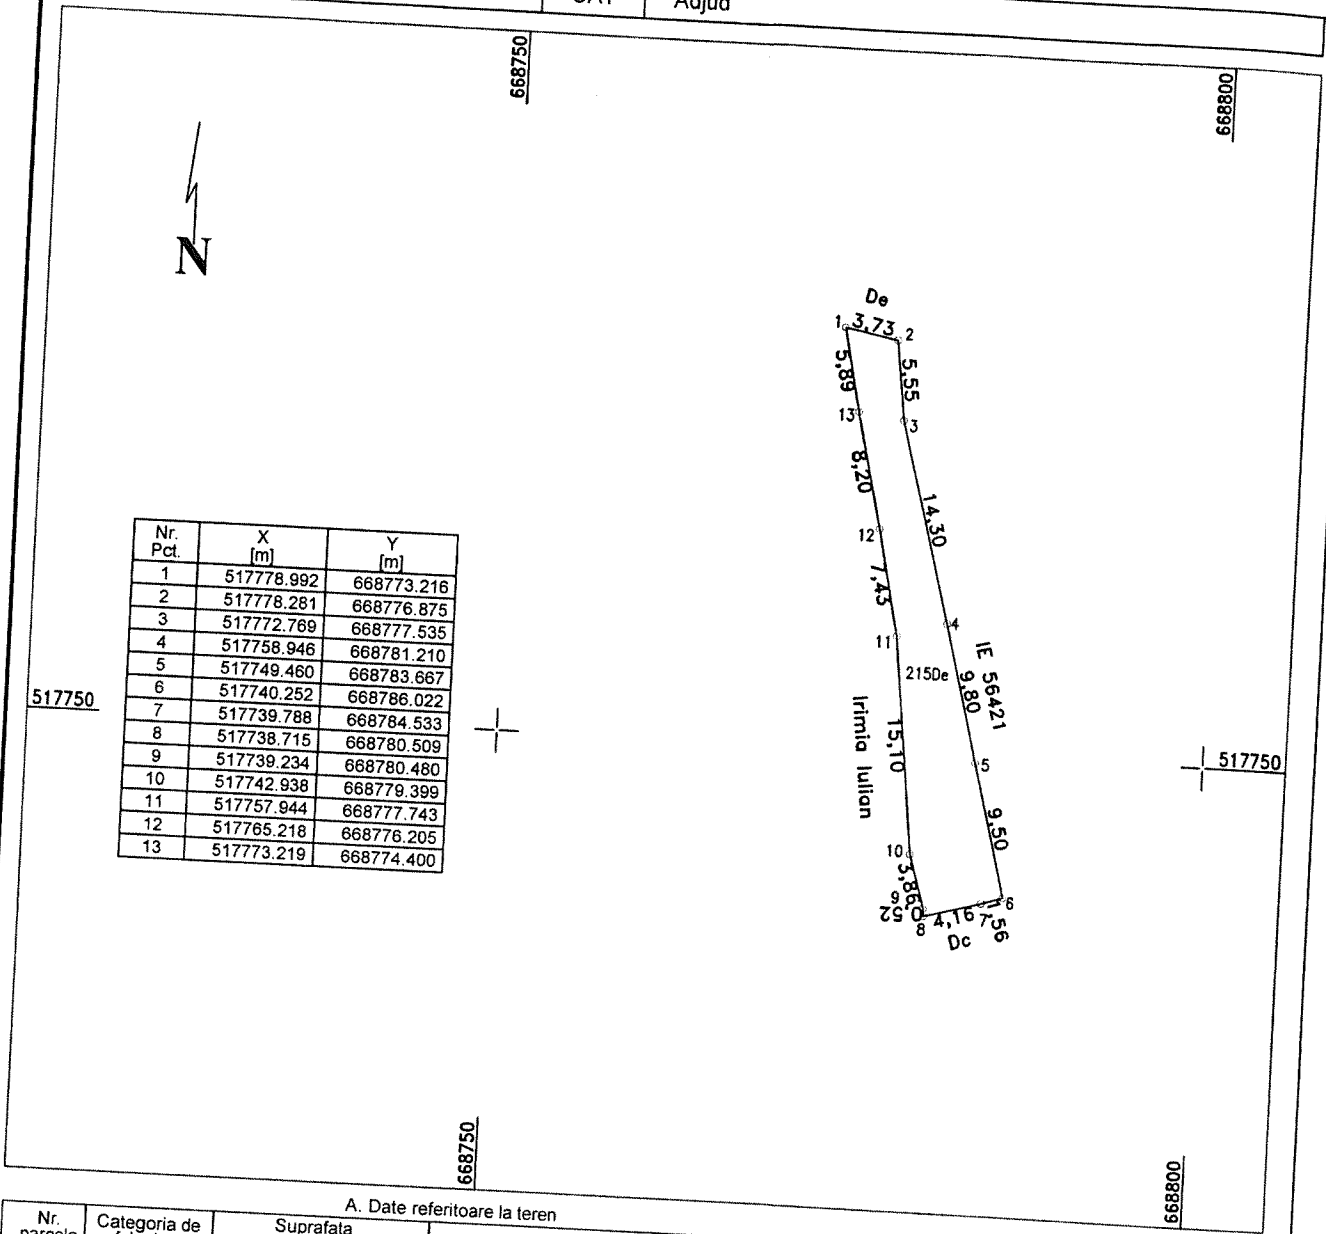 Adjud
668750
668800
N
De
1 3,73 2
5,89
5,55
13
3
8,20
14,30
12
7,43
4
11
IE 56421
215De
9,80
Irimia Iulian
15,10
5
9,50
10
3,86
9
0,52
8
4,16
7
1,56
6
Dc
Nr. Pct. X [m] Y [m]
1 517778.992 668773.216
2 517778.281 668776.875
3 517772.769 668777.535
4 517758.946 668781.210
5 517749.460 668783.667
6 517740.252 668786.022
7 517739.788 668784.533
8 517738.715 668780.509
9 517739.234 668780.480
10 517742.938 668779.399
11 517757.944 668777.743
12 517765.218 668776.205
13 517773.219 668774.400
517750
517750
668750
668800
A. Date referitoare la teren
Nr.
Categoria de
Suprafata